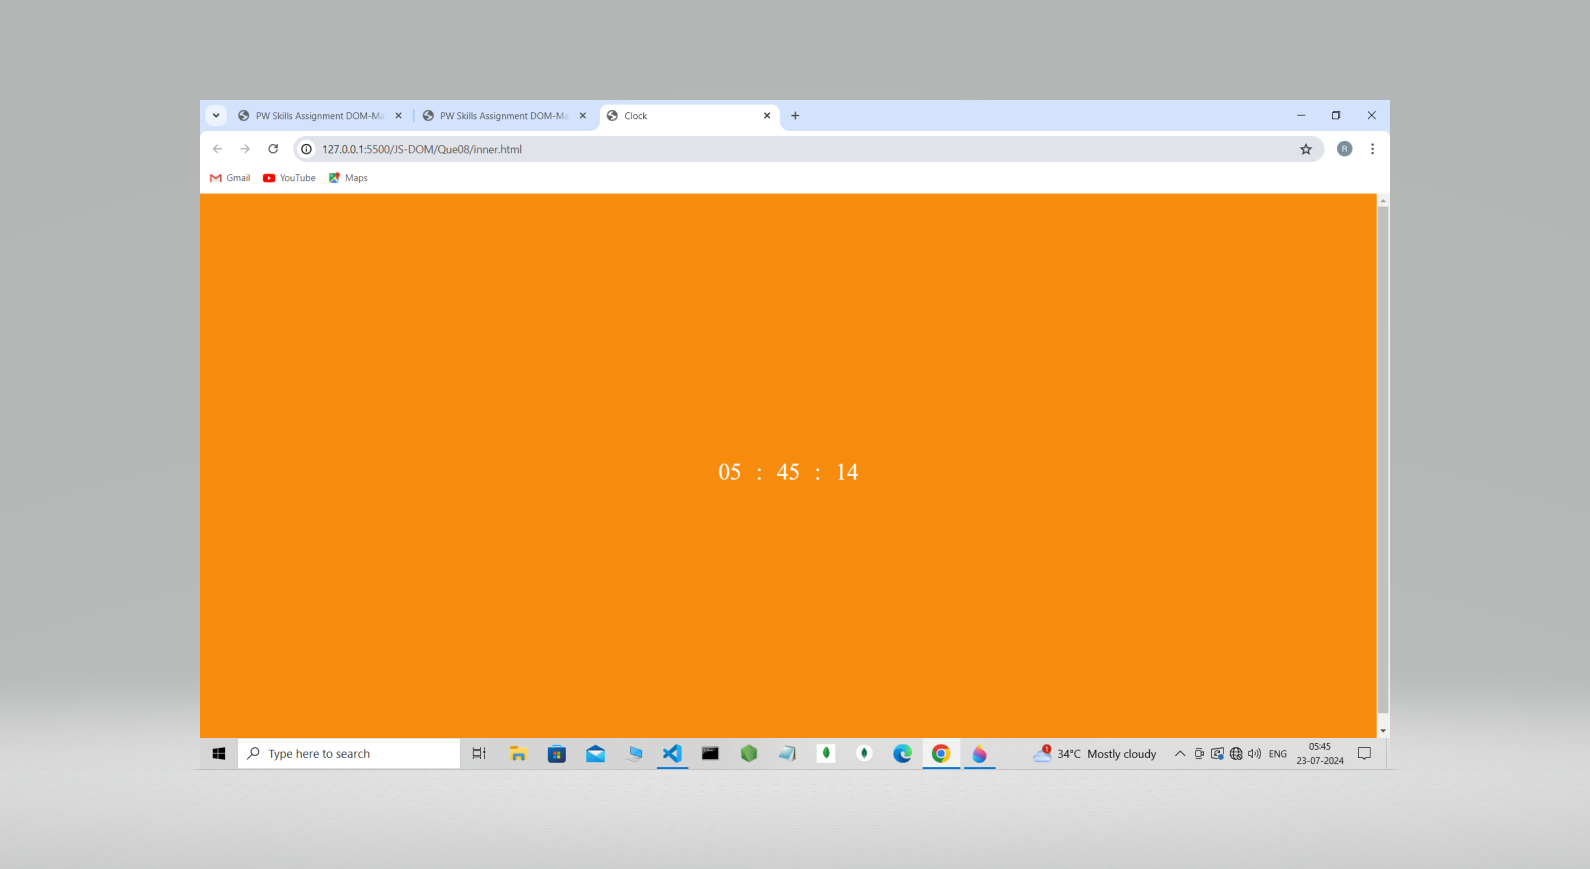 PW Skills Assignment DOM-Ma
PW Skills Assignment DOM-Ma
Clock
127.0.0.1:5500/JS-DOM/Que08/inner.html
R
Gmail
YouTube
Maps
05 : 45 : 14
Type here to search
1
34°C Mostly cloudy
ENG
05:45
23-07-2024